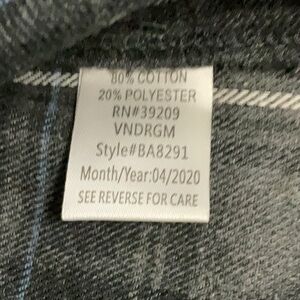 80% COTTON
20% POLYESTER
RN#39209
VNDRGM
Style#BA8291
Month/Year:04/2020
SEE REVERSE FOR CARE